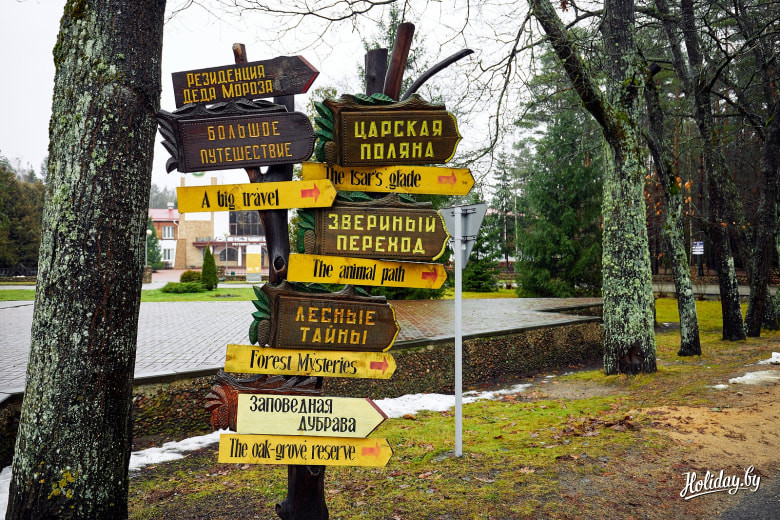 РЕЗИДЕНЦИЯ
ДЕДА МОРОЗА
БОЛЬШОЕ
ПУТЕШЕСТВИЕ
A big travel
ЦАРСКАЯ
ПОЛЯНА
The Tsar's glade
ЗВЕРИНЫЙ
ПЕРЕХОД
The animal path
ЛЕСНЫЕ
ТАЙНЫ
Forest Mysteries
ЗАПОВЕДНАЯ
ДУБРАВА
The oak-grove reserve
Holiday.by